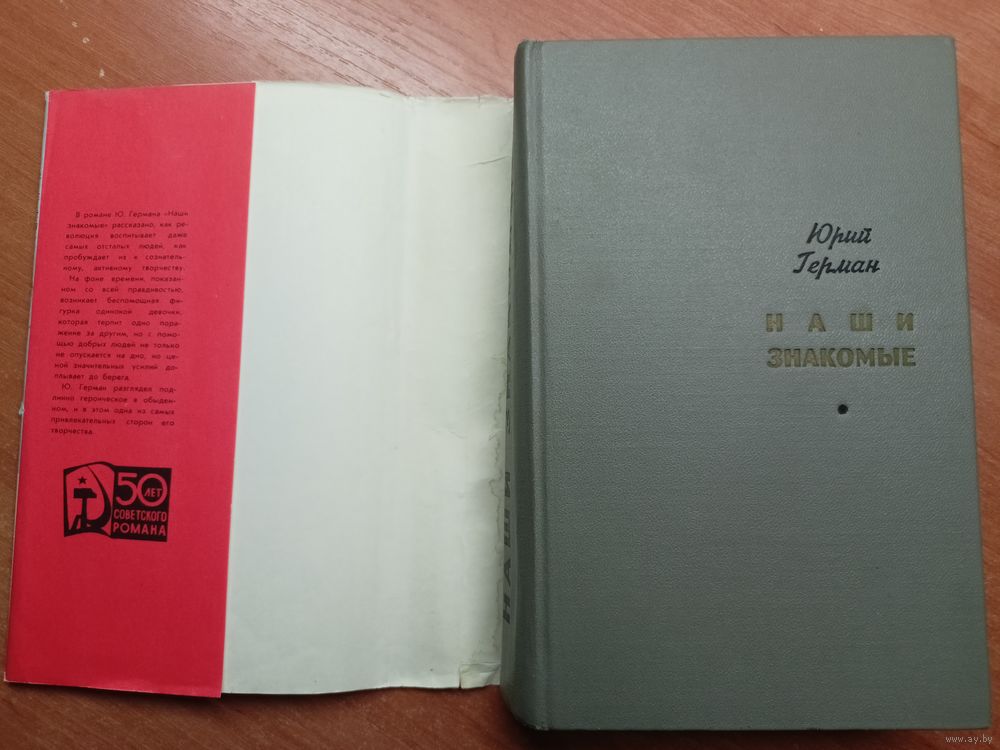 В романе Ю. Германа «Наши
знакомые» рассказано, как ре-
волюция воспитывает даже
самых отсталых людей, как
пробуждает их к сознатель-
ному, активному творчеству.
На фоне времени, показан-
ном со всей правдивостью,
возникает беспомощная фи-
гурка одинокой девочки,
которая терпит одно пора-
жение за другим, но с помо-
щью добрых людей не только
не опускается на дно, но це-
ной значительных усилий до-
плывает до берега.
Ю. Герман разглядел под-
линно героическое в обыден-
ном, и в этом одна из самых
привлекательных сторон его
творчества.
50
ЛЕТ
СОВЕТСКОГО
РОМАНА
НАШИ
Юрий
Герман
НАШИ
ЗНАКОМЫЕ
www.ay.by